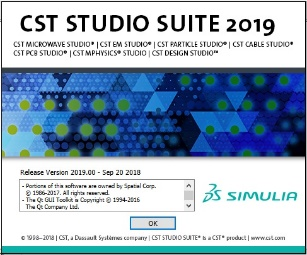 CST STUDIO SUITE 2019
CST MICROWAVE STUDIO® | CST EM STUDIO® | CST PARTICLE STUDIO® | CST CABLE STUDIO®
CST PCB STUDIO® | CST MPHYSICS® STUDIO | CST DESIGN STUDIO™
Release Version 2019.00 - Sep 20 2018
- Portions of this software are owned by Spatial Corp.
© 1986-2017. All rights reserved.
- The Qt GUI Toolkit is Copyright © 1994-2016
The Qt Company Ltd.
SIMULIA
OK
© 1998–2018 | CST, a Dassault Systèmes company | CST STUDIO SUITE® is a CST® product | www.cst.com